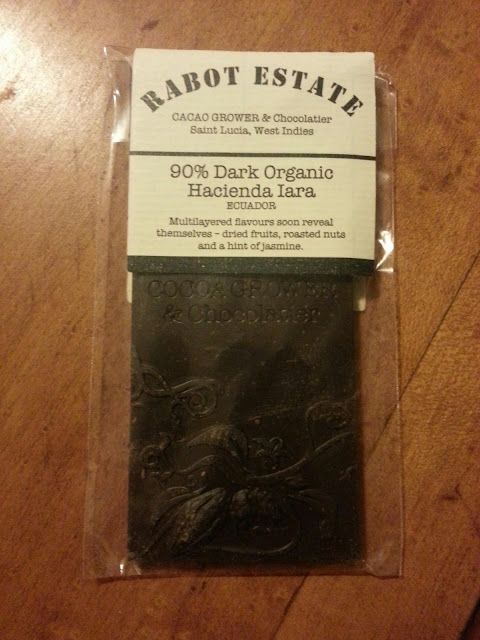 RABOT ESTATE
CACAO GROWER & Chocolatier
Saint Lucia, West Indies
90% Dark Organic
Hacienda Iara
ECUADOR
Multilayered flavours soon reveal
themselves – dried fruits, roasted nuts
and a hint of jasmine.
COCOA GROWER
& Chocolatier